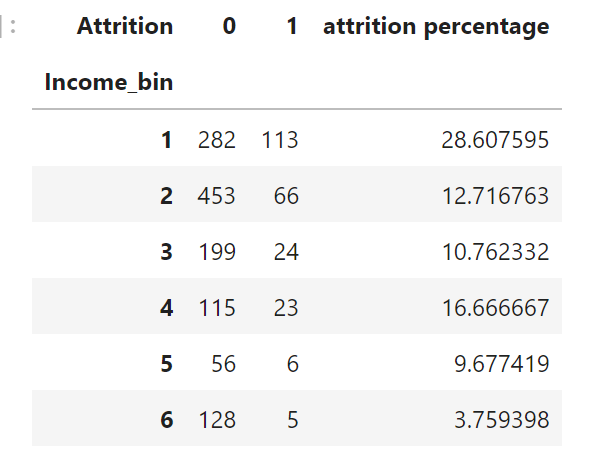 ]: Attrition 0 1 attrition percentage
Income_bin
1 282 113 28.607595
2 453 66 12.716763
3 199 24 10.762332
4 115 23 16.666667
5 56 6 9.677419
6 128 5 3.759398